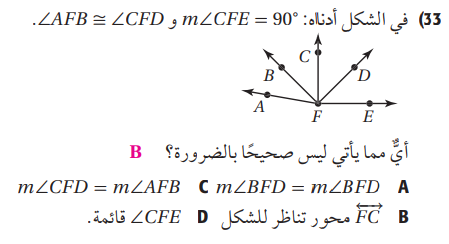 33) في الشكل أدناه: m∠CFE = 90° و ∠AFB ≅ ∠CFD.
C
B
D
A
F
E
أيٌّ مما يأتي ليس صحيحًا بالضرورة؟ B
A m∠BFD = m∠BFD C m∠CFD = m∠AFB
B FC محور تناظر للشكل D ∠CFE قائمة.